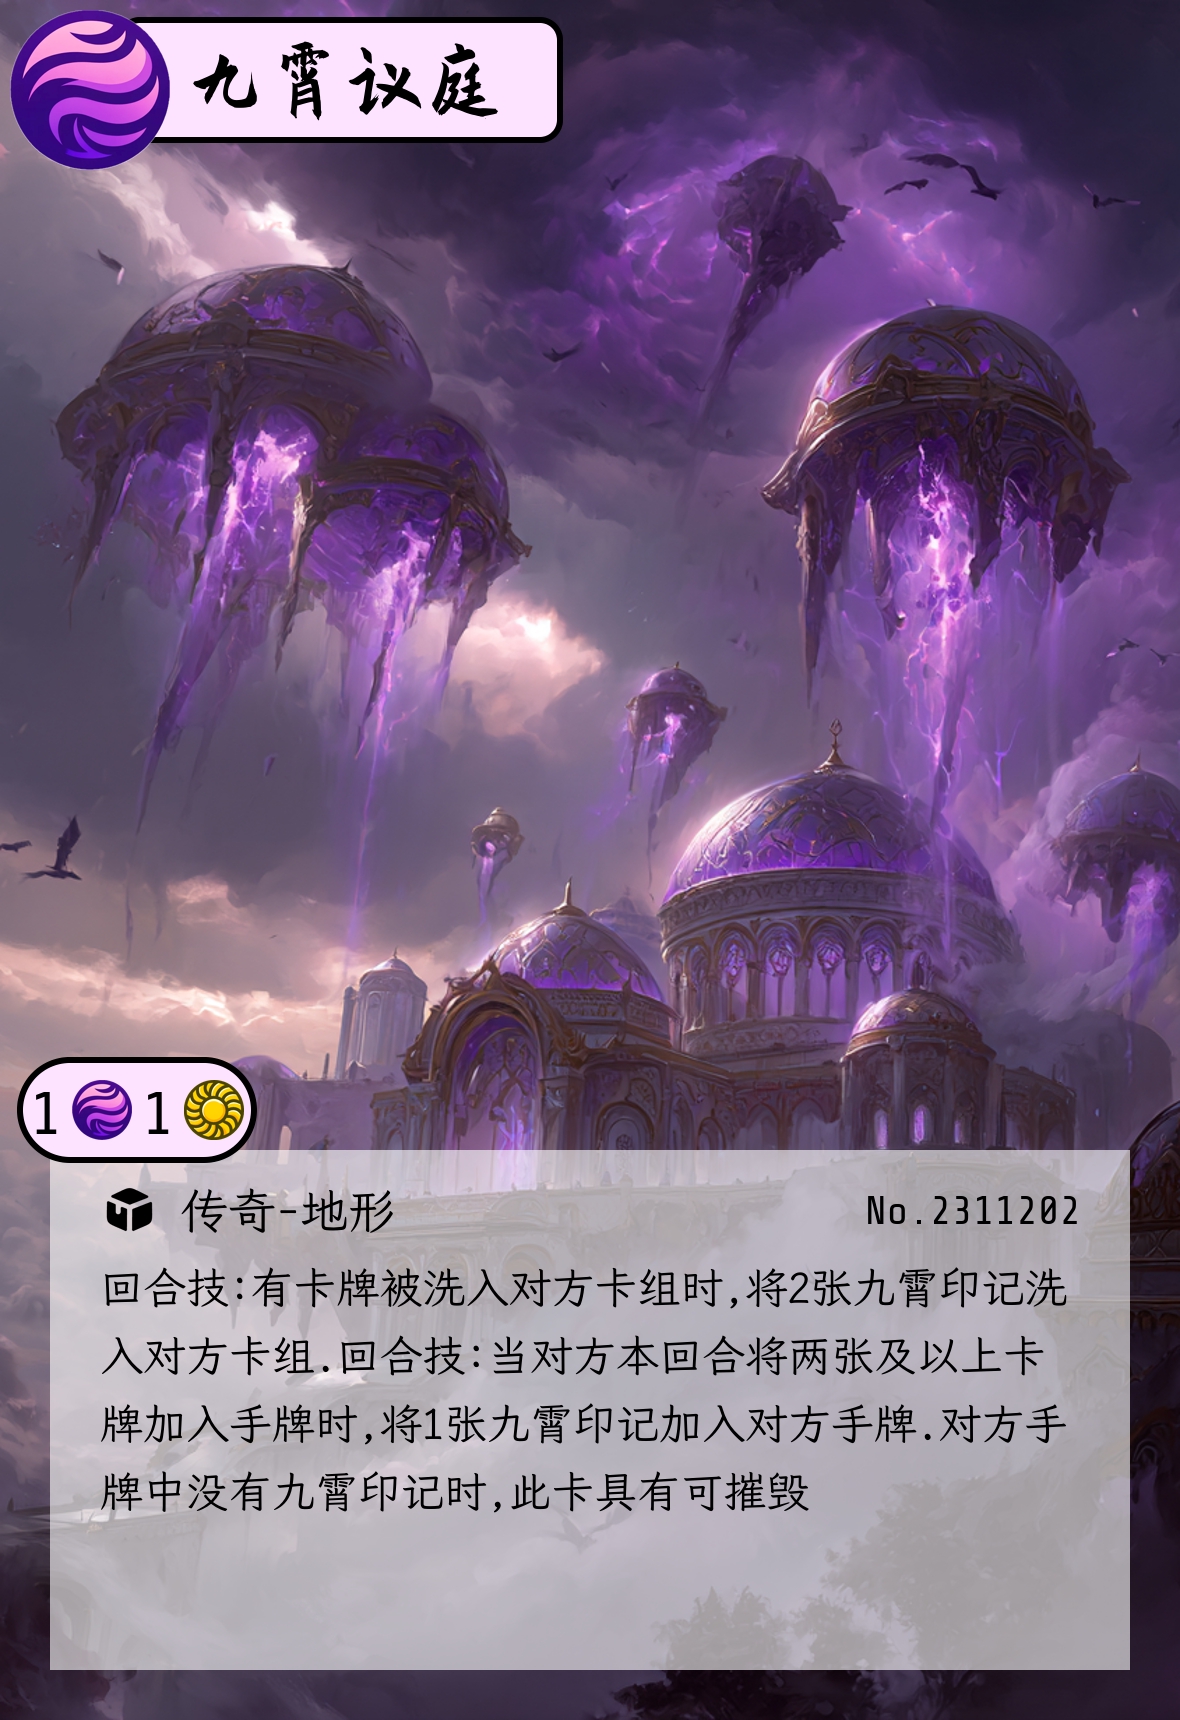 九霄议庭
1 1
传奇-地形 No.2311202
回合技:有卡牌被洗入对方卡组时,将2张九霄印记洗
入对方卡组.回合技:当对方本回合将两张及以上卡
牌加入手牌时,将1张九霄印记加入对方手牌.对方手
牌中没有九霄印记时,此卡具有可摧毁